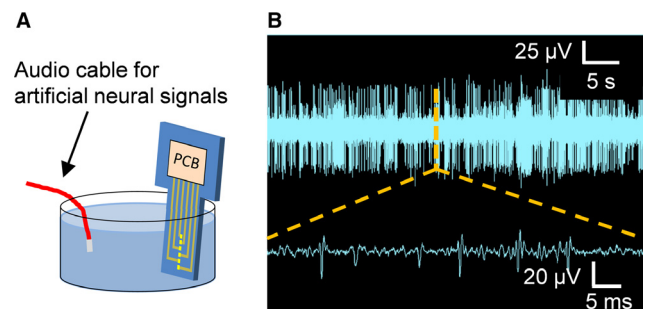 A
Audio cable for
artificial neural signals
PCB
B
25 µV
5 s
20 µV
5 ms